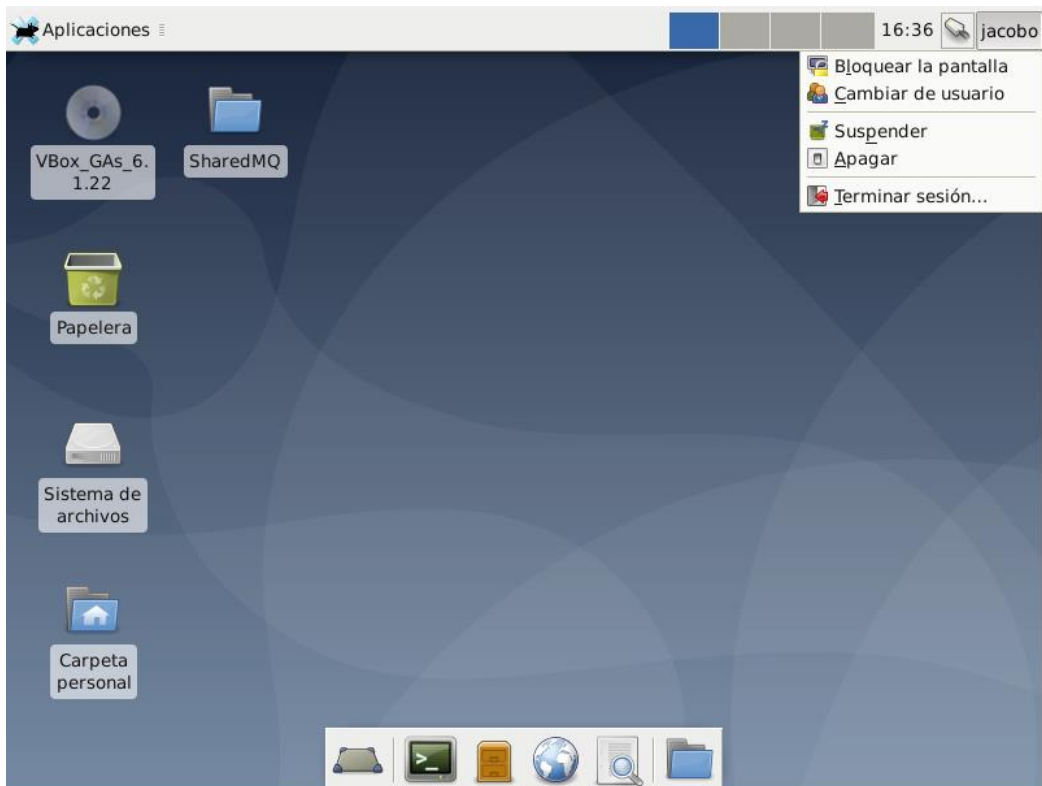 Aplicaciones
16:36
jacobo
Bloquear la pantalla
Cambiar de usuario
Suspender
Apagar
Terminar sesión...
VBox_GAs_6.
1.22
SharedMQ
Papelera
Sistema de
archivos
Carpeta
personal